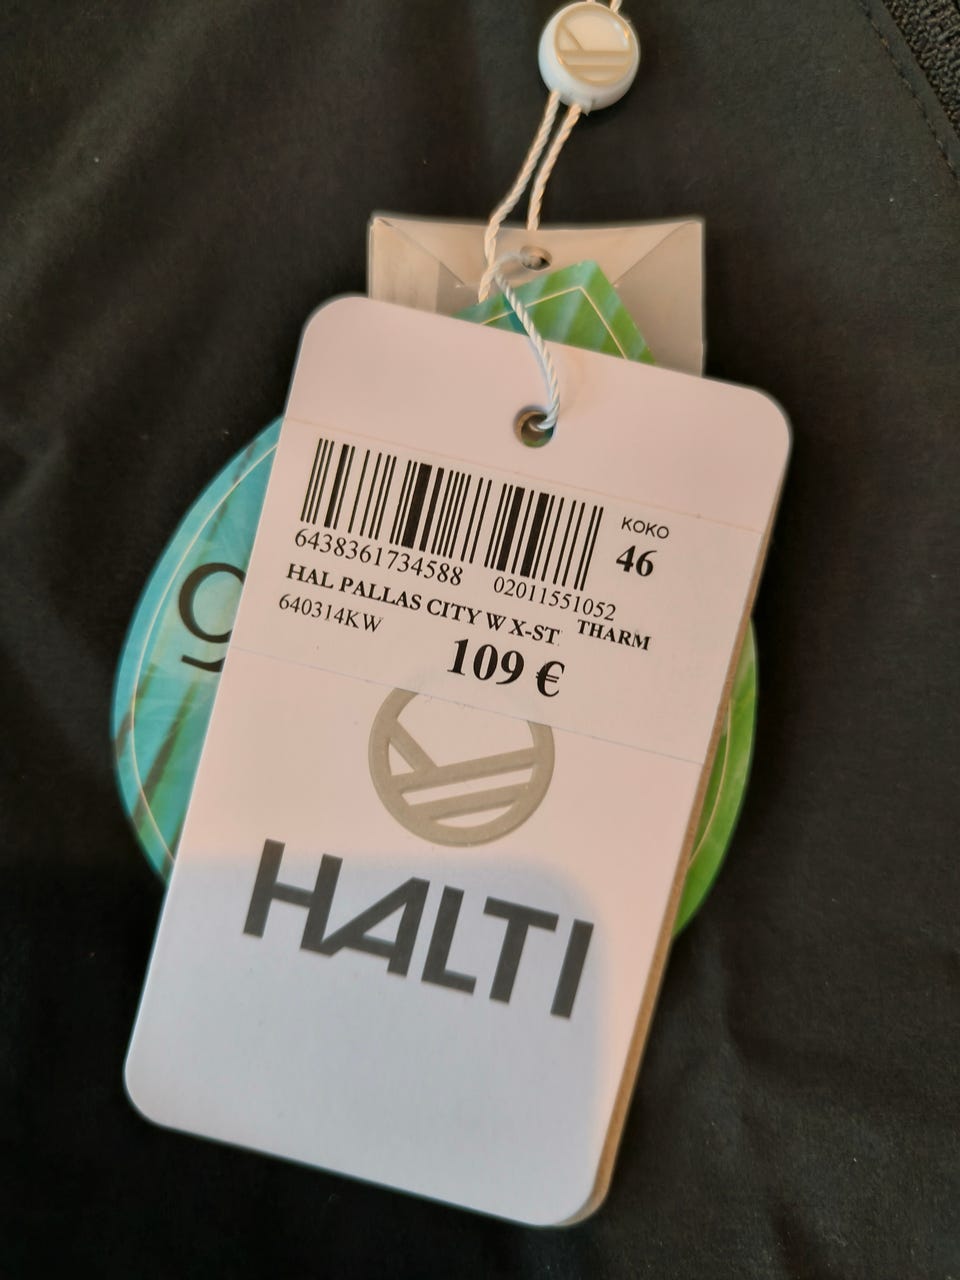 KOKO
46
6438361734588
02011551052
HAL PALLAS CITY W X-ST THARM
640314KW
109 €
g
HALTI